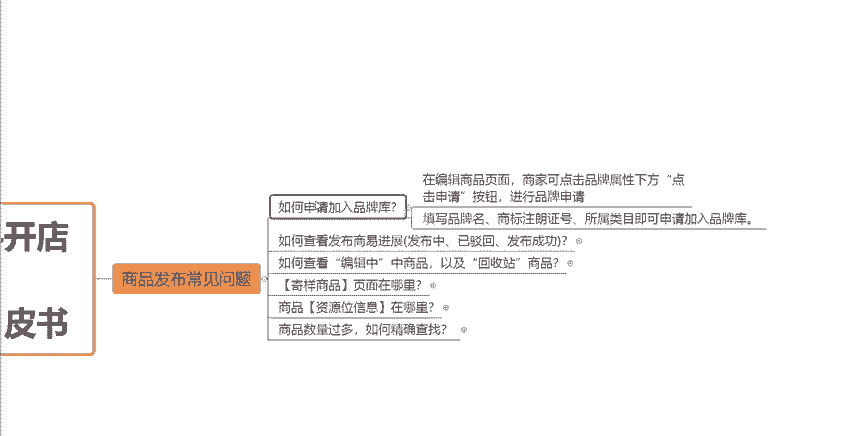 开店
皮书
商品发布常见问题
如何申请加入品牌库？
在编辑商品页面，商家可点击品牌属性下方“点
击申请”按钮，进行品牌申请
填写品牌名、商标注朗证号、所属类目即可申请加入品牌库。
如何查看发布商易进展(发布中、已驳回、发布成功)？
如何查看“编辑中”中商品，以及“回收站”商品？
【寄样商品】页面在哪里？
商品【资源位信息】在哪里？
商品数量过多，如何精确查找？